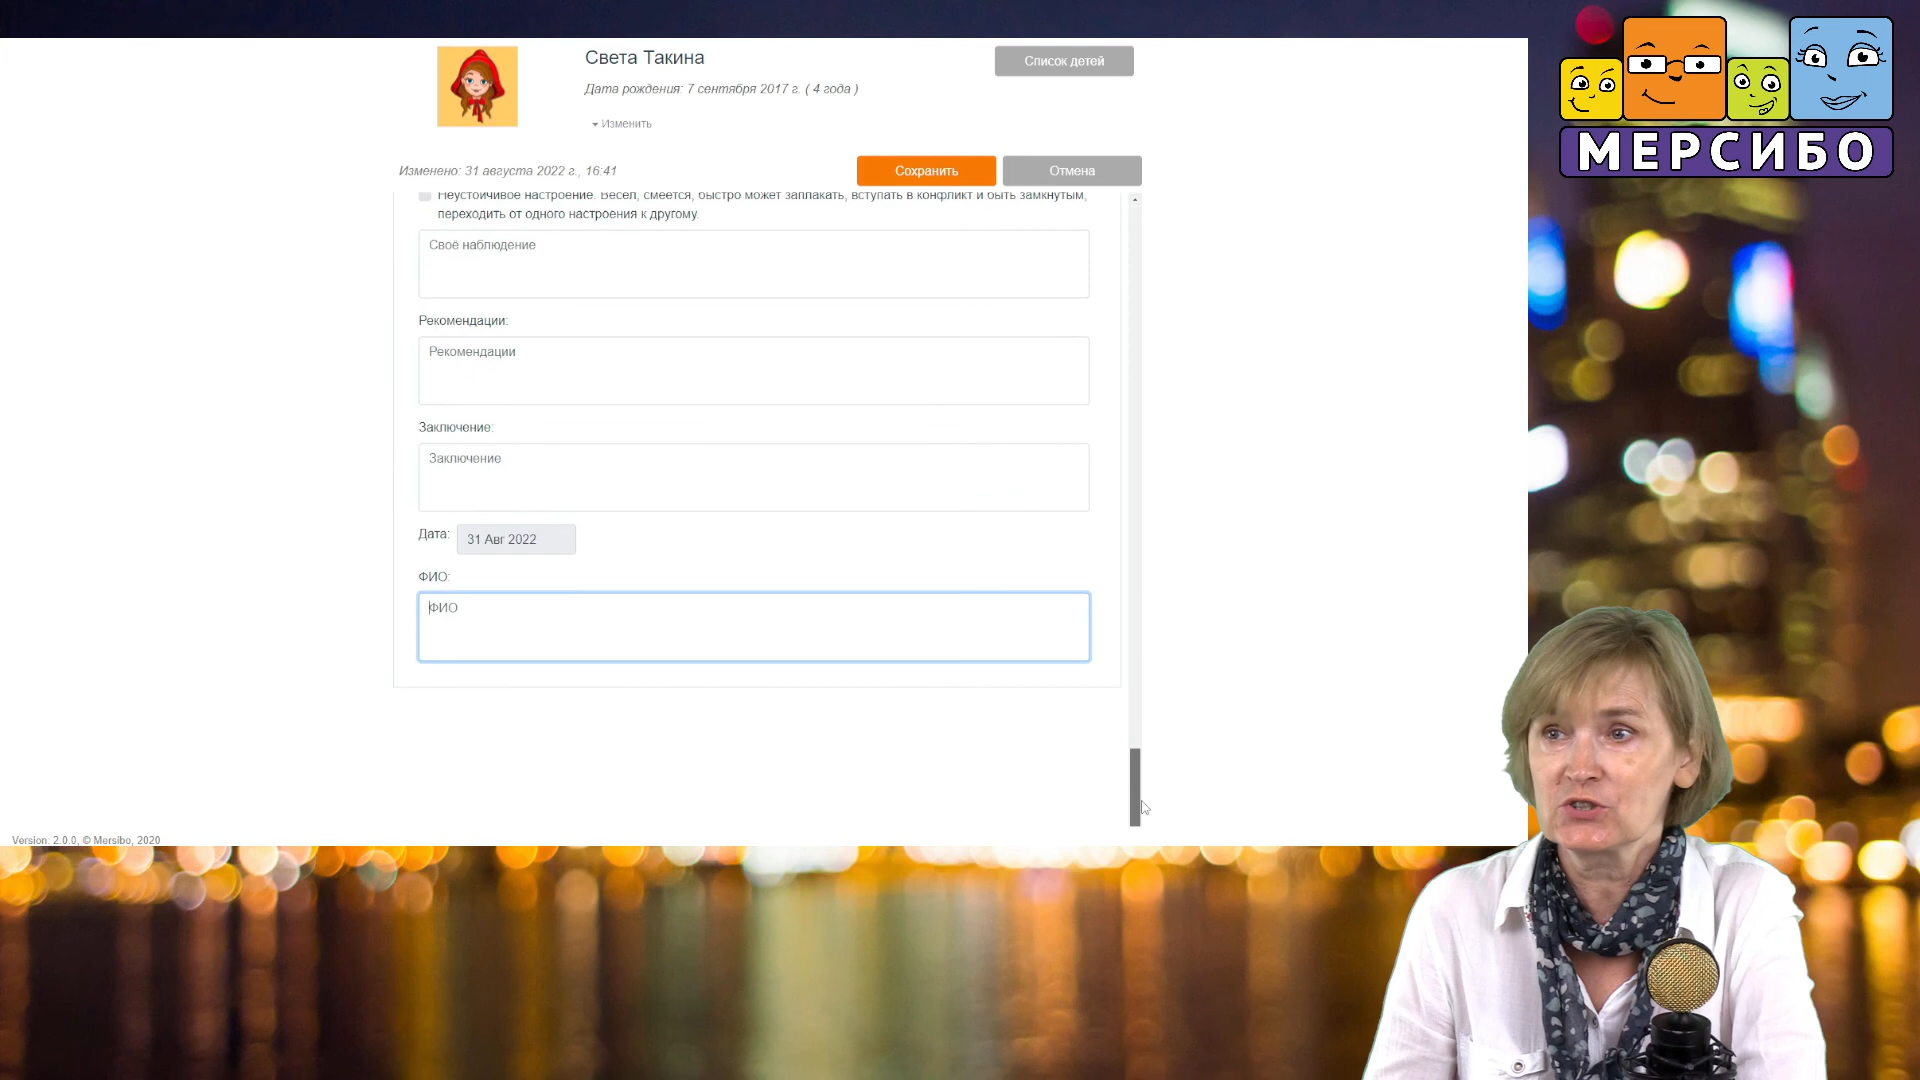 Света Такина
Список детей
Дата рождения: 7 сентября 2017 г. ( 4 года )
Изменить
МЕРСИБО
Изменено: 31 августа 2022 г., 16:41
Сохранить
Отмена
Неустойчивое настроение. Весел, смеется, быстро может заплакать, вступать в конфликт и быть замкнутым,
переходить от одного настроения к другому.
Своё наблюдение
Рекомендации:
Рекомендации
Заключение:
Заключение
Дата:
31 Авг 2022
ФИО:
ФИО
Version: 2.0.0, © Mersibo, 2020